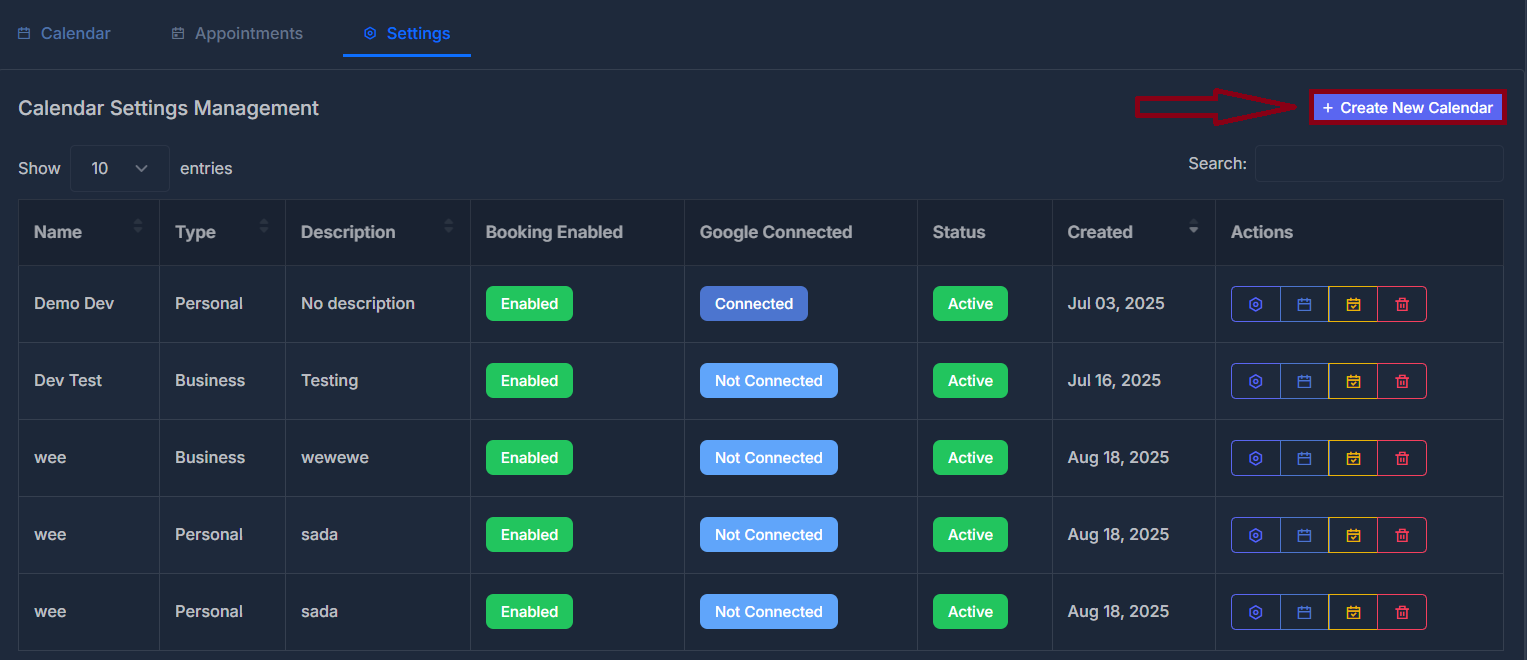 Calendar Appointments Settings
Calendar Settings Management + Create New Calendar
Show 10 entries Search:
Name Type Description Booking Enabled Google Connected Status Created Actions
Demo Dev Personal No description Enabled Connected Active Jul 03, 2025
Dev Test Business Testing Enabled Not Connected Active Jul 16, 2025
wee Business wewewe Enabled Not Connected Active Aug 18, 2025
wee Personal sada Enabled Not Connected Active Aug 18, 2025
wee Personal sada Enabled Not Connected Active Aug 18, 2025